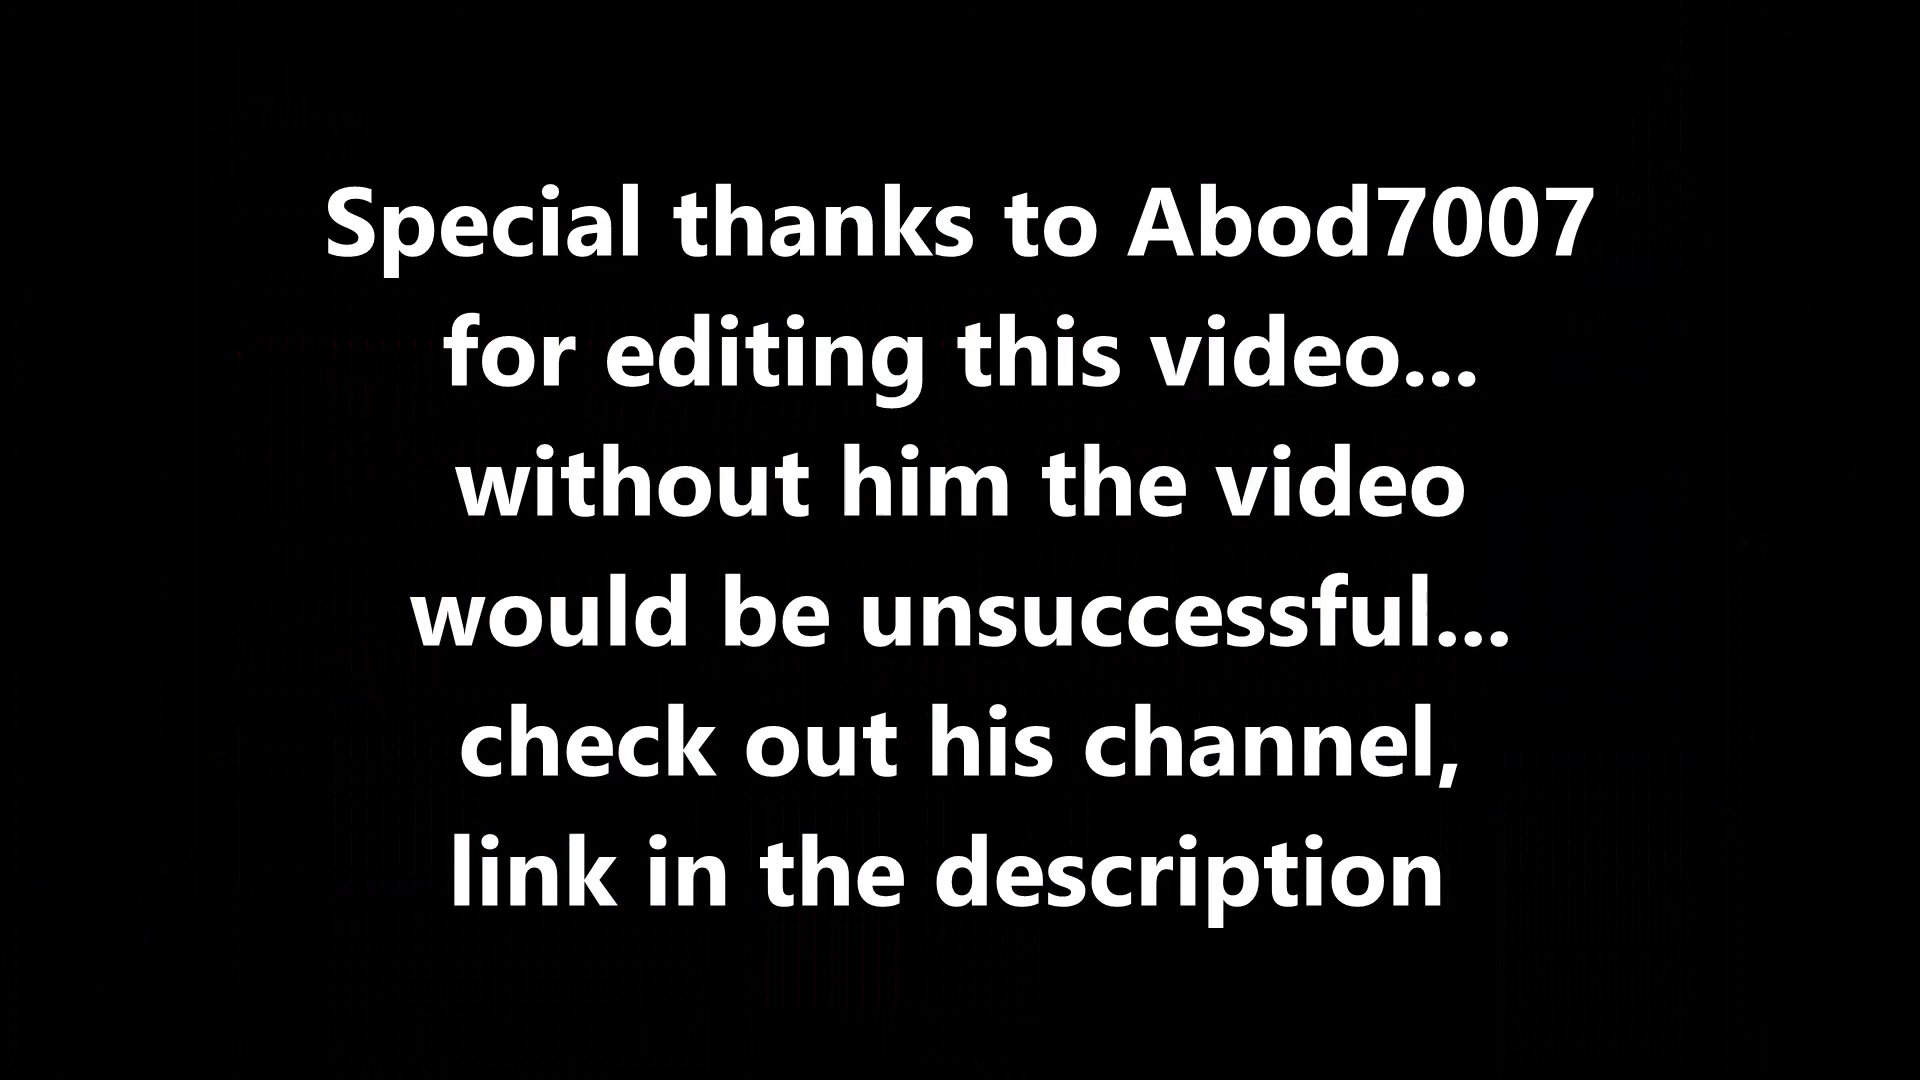 Special thanks to Abod7007
for editing this video...
without him the video
would be unsuccessful...
check out his channel,
link in the description